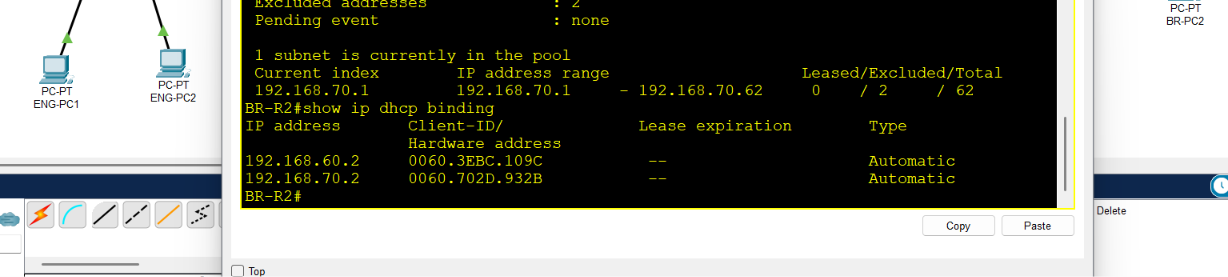 Excluded addresses : 2
Pending event : none
1 subnet is currently in the pool
Current index IP address range Leased/Excluded/Total
192.168.70.1 192.168.70.1 - 192.168.70.62 0 / 2 / 62
BR-R2#show ip dhcp binding
IP address Client-ID/ Lease expiration Type
Hardware address
192.168.60.2 0060.3EBC.109C -- Automatic
192.168.70.2 0060.702D.932B -- Automatic
BR-R2#
PC-PT
ENG-PC1
PC-PT
ENG-PC2
PC-PT
BR-PC2
Copy
Paste
Delete
Top